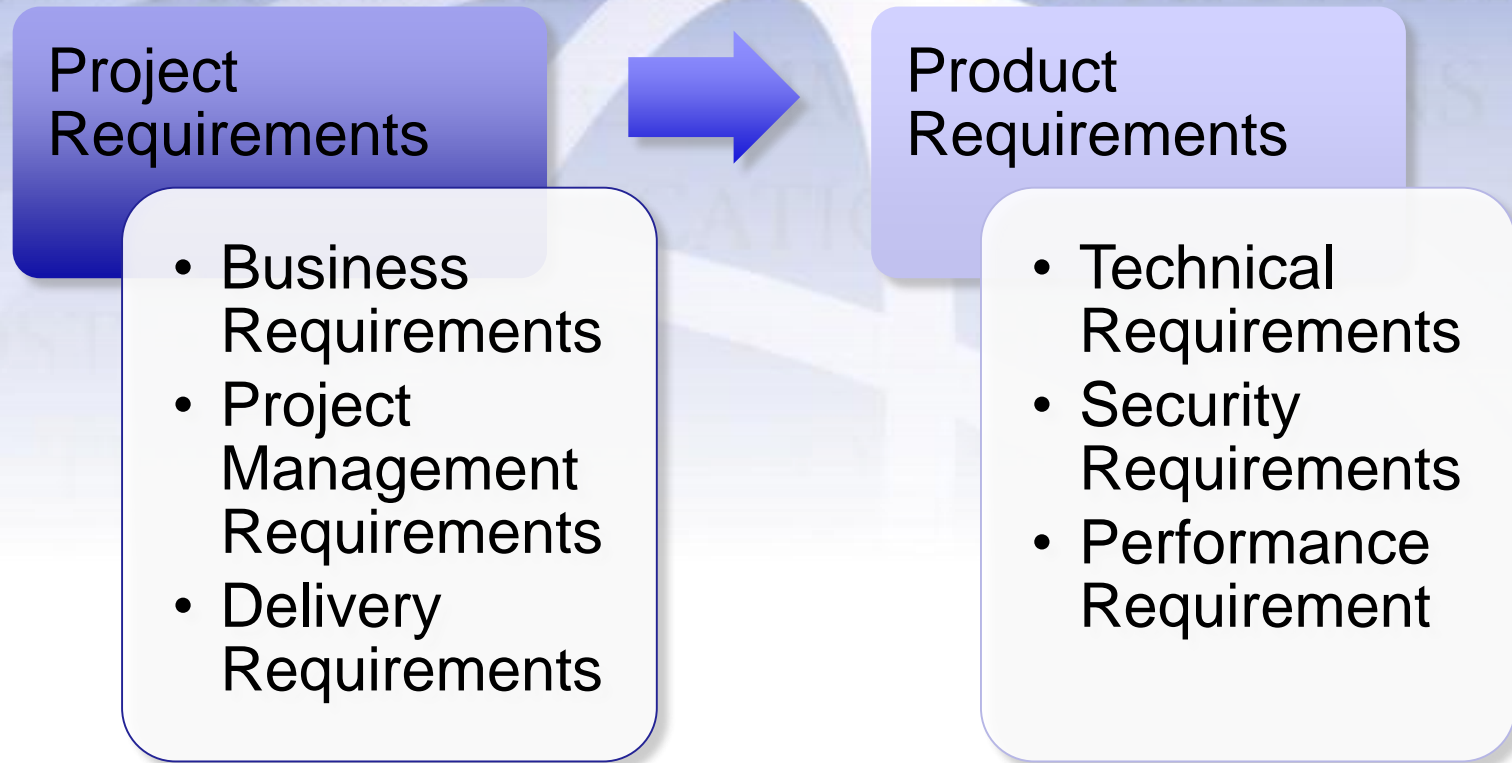 Project
Requirements
• Business
Requirements
• Project
Management
Requirements
• Delivery
Requirements
Product
Requirements
• Technical
Requirements
• Security
Requirements
• Performance
Requirement